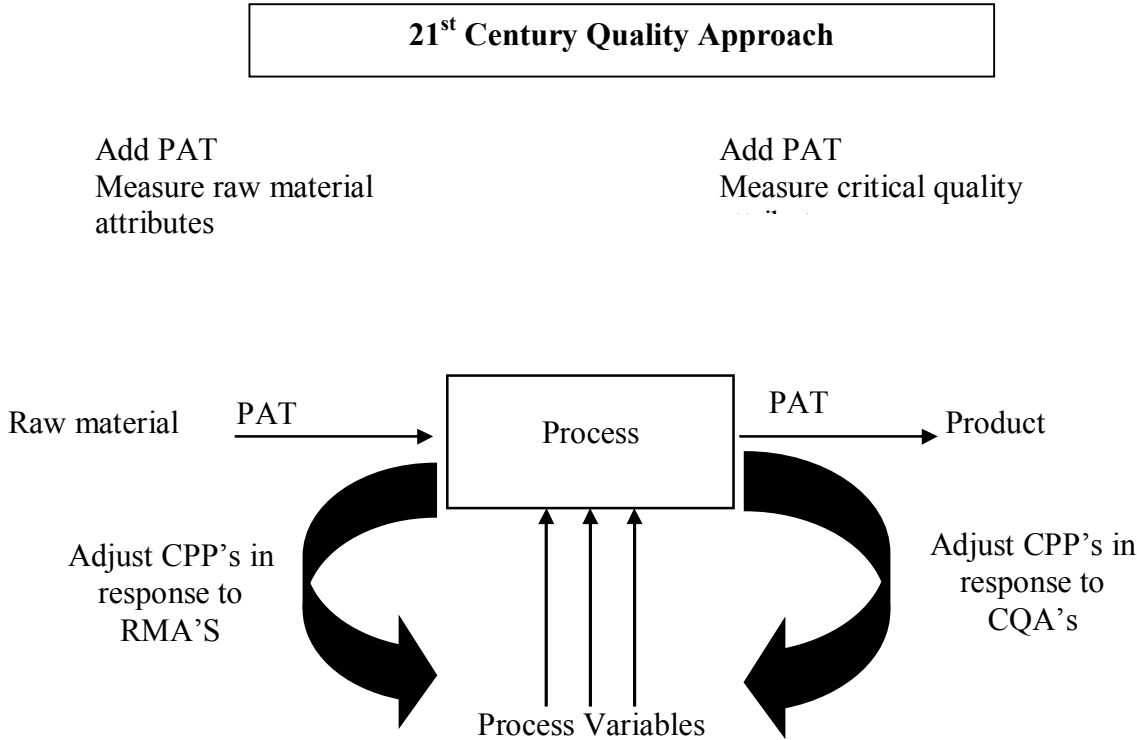 21st Century Quality Approach
Add PAT
Measure raw material
attributes
Add PAT
Measure critical quality
Raw material
PAT
Process
PAT
Product
Adjust CPP’s in
response to
RMA’S
Adjust CPP’s in
response to
CQA’s
Process Variables